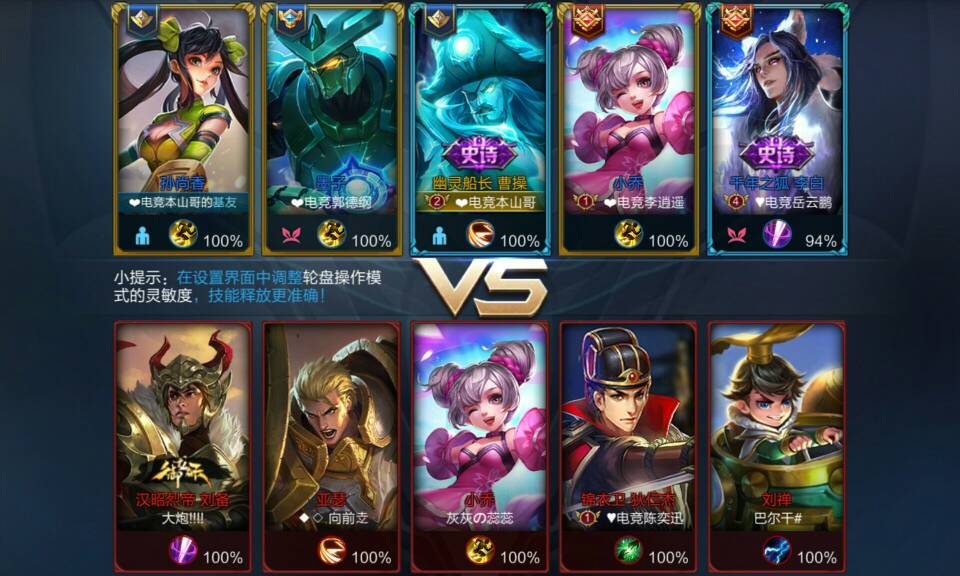 史诗
史诗
孙尚香
墨子
幽灵船长 曹操
小乔
千年之狐 李白
❤电竞本山哥的基友
❤电竞郭德纲
2 ❤电竞本山哥
1 ❤电竞李逍遥
4 ♥电竞岳云鹏
100%
100%
100%
100%
94%
小提示：在设置界面中调整轮盘操作模
式的灵敏度，技能释放更准确！
VS
汉昭烈帝 刘备
亚瑟
小乔
锦衣卫 狄仁杰
刘禅
大炮!!!!
◆◇.向前赱
灰灰の蕊蕊
1 ♥电竞陈奕迅
巴尔干#
100%
100%
100%
100%
100%